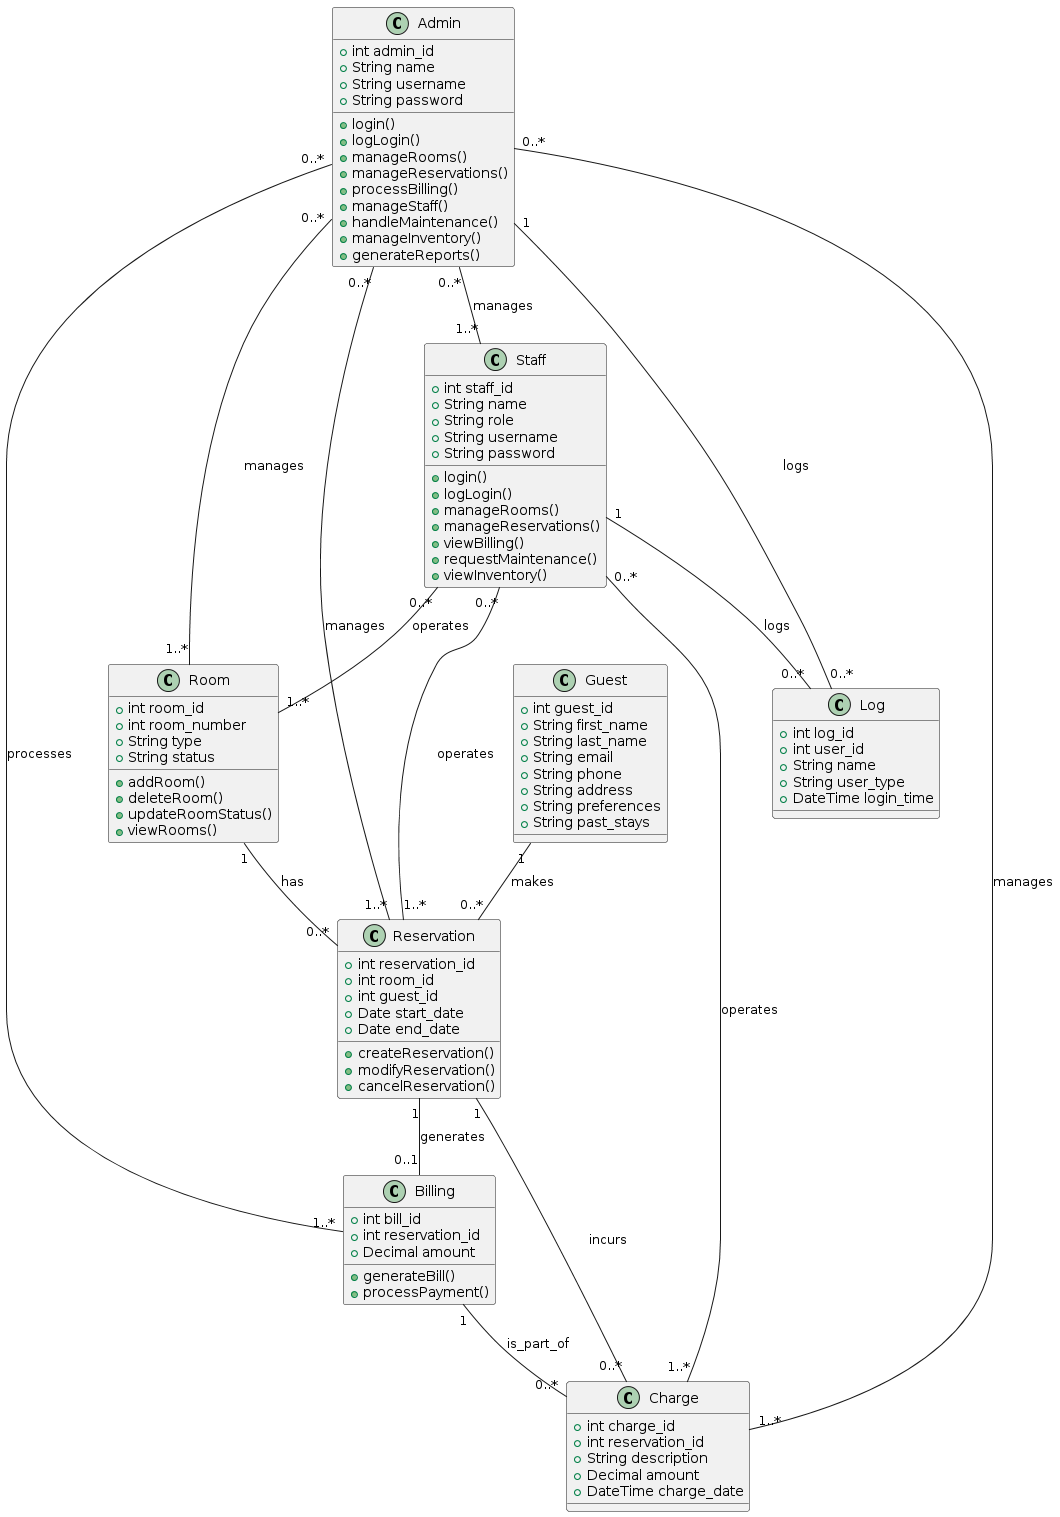 C Admin
int admin_id
String name
String username
String password
login()
logLogin()
manageRooms()
manageReservations()
processBilling()
manageStaff()
handleMaintenance()
manageInventory()
generateReports()
0..*
0..*
0..*
0..*
0..*
1
manages
1..*
C Staff
int staff_id
String name
String role
String username
String password
login()
logLogin()
manageRooms()
manageReservations()
viewBilling()
requestMaintenance()
viewInventory()
manages
logs
1
0..*
0..*
0..*
manages
operates
logs
1..*
1..*
0..*
0..*
C Room
int room_id
int room_number
String type
String status
addRoom()
deleteRoom()
updateRoomStatus()
viewRooms()
C Guest
int guest_id
String first_name
String last_name
String email
String phone
String address
String preferences
String past_stays
C Log
int log_id
int user_id
String name
String user_type
DateTime login_time
processes
operates
1
has
0..*
1
makes
0..*
1..*
1..*
manages
C Reservation
int reservation_id
int room_id
int guest_id
Date start_date
Date end_date
createReservation()
modifyReservation()
cancelReservation()
operates
1
1
generates
0..1
1..*
C Billing
int bill_id
int reservation_id
Decimal amount
generateBill()
processPayment()
incurs
1
is_part_of
0..*
0..*
1..*
1..*
C Charge
int charge_id
int reservation_id
String description
Decimal amount
DateTime charge_date